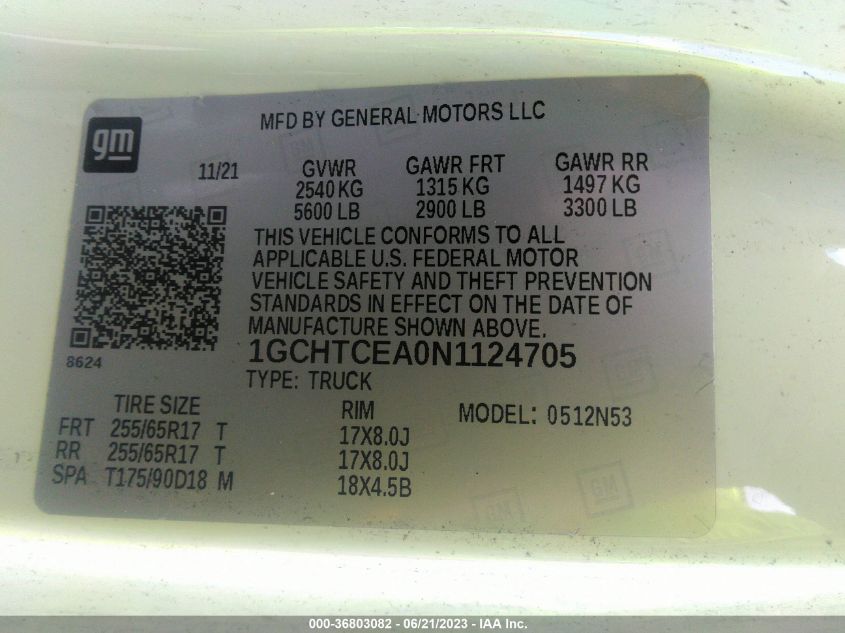 gm
MFD BY GENERAL MOTORS LLC
11/21 GVWR GAWR FRT GAWR RR
2540 KG 1315 KG 1497 KG
5600 LB 2900 LB 3300 LB
THIS VEHICLE CONFORMS TO ALL
APPLICABLE U.S. FEDERAL MOTOR
VEHICLE SAFETY AND THEFT PREVENTION
STANDARDS IN EFFECT ON THE DATE OF
MANUFACTURE SHOWN ABOVE.
8624
1GCHTCEA0N1124705
TYPE: TRUCK
TIRE SIZE RIM MODEL: 0512N53
FRT 255/65R17 T 17X8.0J
RR 255/65R17 T 17X8.0J
SPA T175/90D18 M 18X4.5B
GM
GM
000-36803082 - 06/21/2023 - IAA Inc.